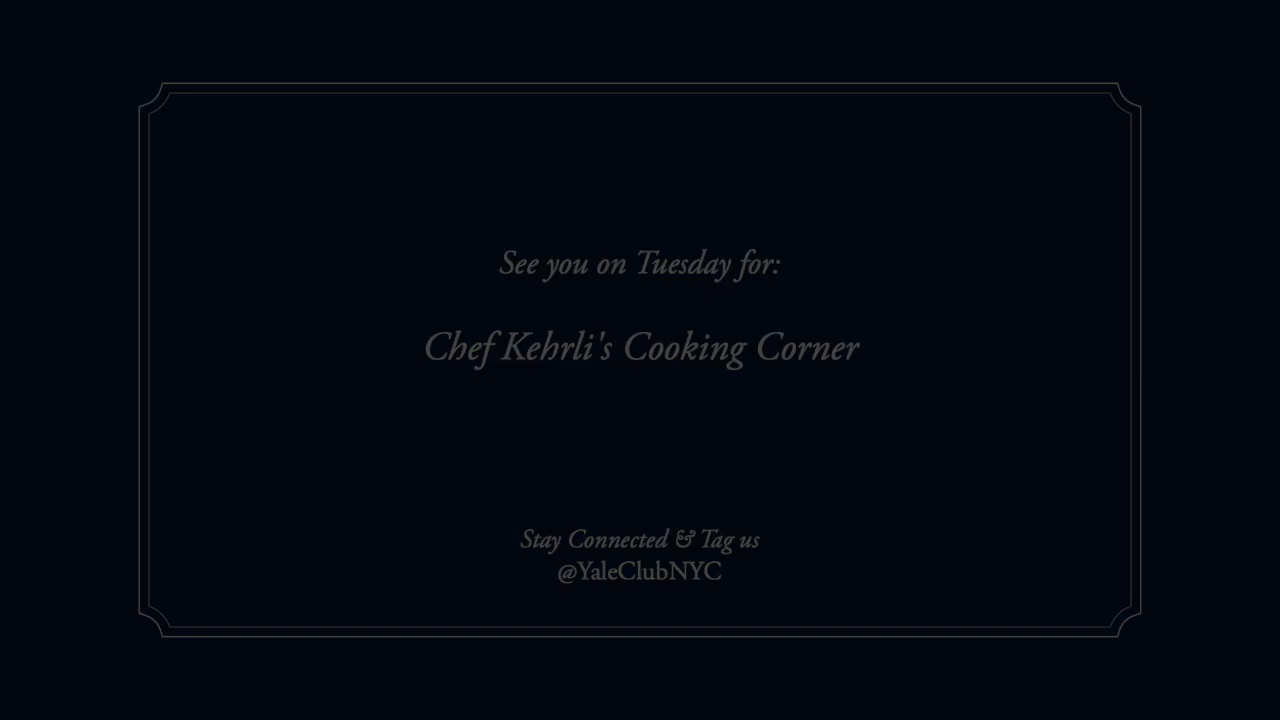 See you on Tuesday for:
Chef Kehrli's Cooking Corner
Stay Connected & Tag us
@YaleClubNYC